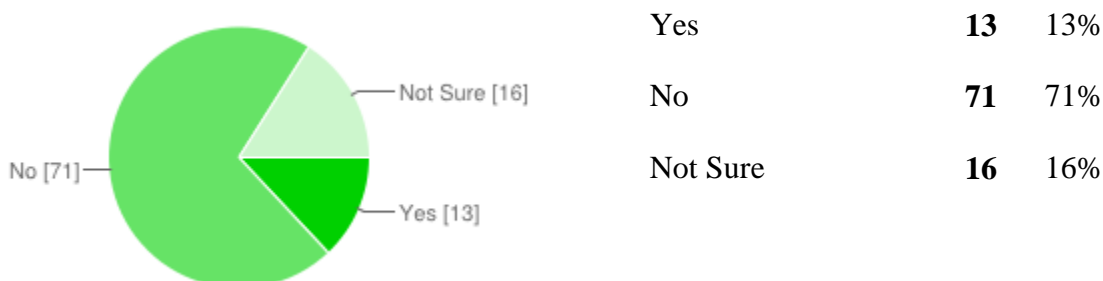 Not Sure [16]
No [71]
Yes [13]
Yes 13 13%
No 71 71%
Not Sure 16 16%